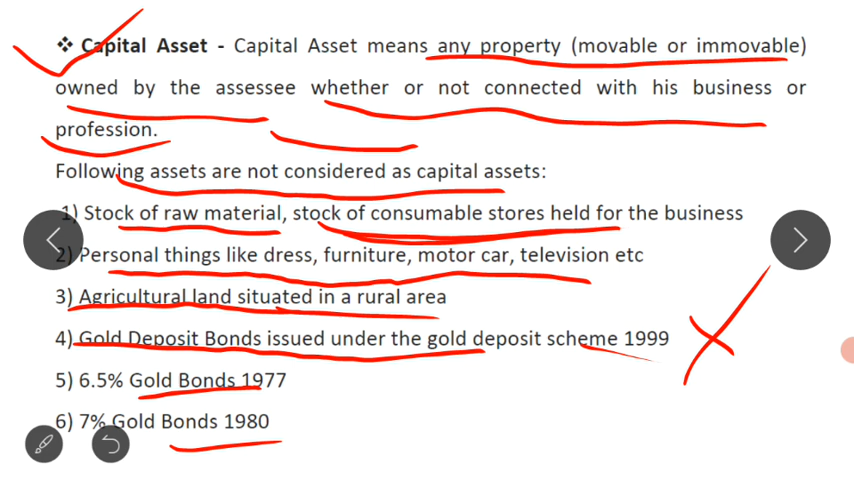 ❖ Capital Asset - Capital Asset means any property (movable or immovable)
owned by the assessee whether or not connected with his business or
profession.
Following assets are not considered as capital assets:
1) Stock of raw material, stock of consumable stores held for the business
2) Personal things like dress, furniture, motor car, television etc
3) Agricultural land situated in a rural area
4) Gold Deposit Bonds issued under the gold deposit scheme 1999
5) 6.5% Gold Bonds 1977
6) 7% Gold Bonds 1980